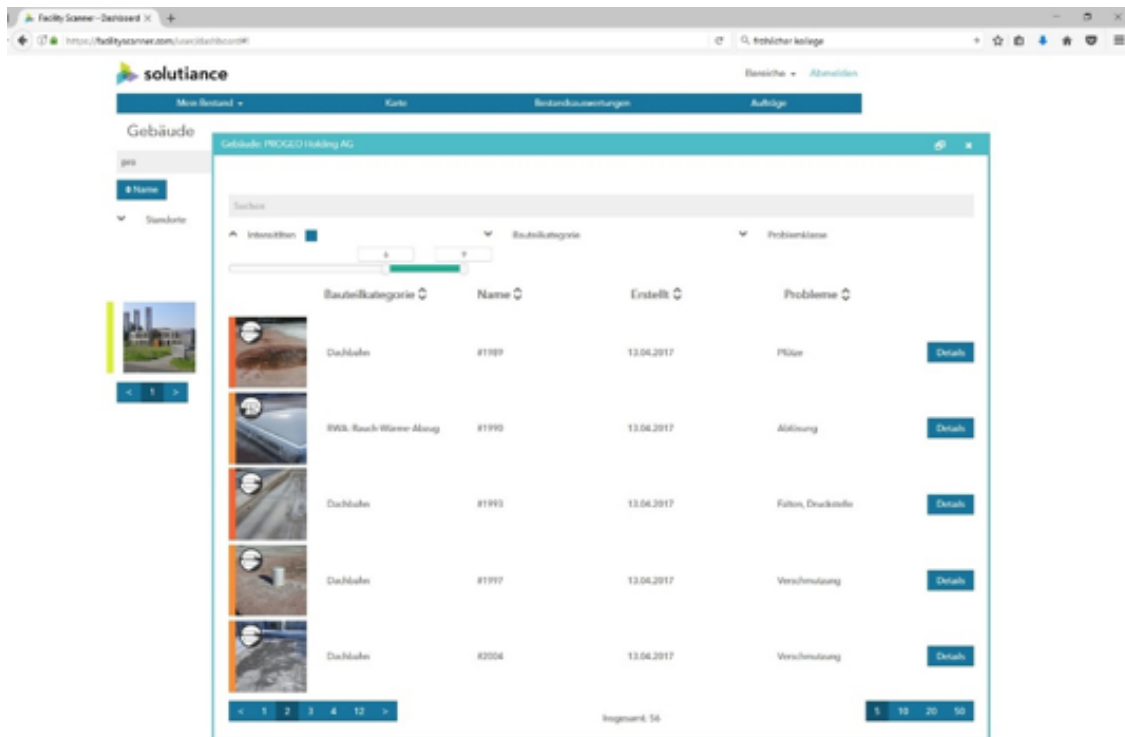 Facility Scanner - Dashboard
https://facilityscanner.com/user/dashboard#!
fröhlicher kollege
solutiance
Bereiche Abmelden
Mein Bestand Karte Bestandsauswertungen Aufträge
Gebäude
Gebäude: PROGEO Holding AG
pro
Name
Suchen
Standorte
Intensitäten Bauteilkategorie Problemklasse
6 9
Bauteilkategorie Name Erstellt Probleme
Dachbahn #1989 13.04.2017 Pfütze Details
RWA: Rauch-Wärme-Abzug #1990 13.04.2017 Ablösung Details
< 1 >
Dachbahn #1993 13.04.2017 Falten, Druckstelle Details
Dachbahn #1997 13.04.2017 Verschmutzung Details
Dachbahn #2004 13.04.2017 Verschmutzung Details
< 1 2 3 4 12 > Insgesamt: 56 5 10 20 50